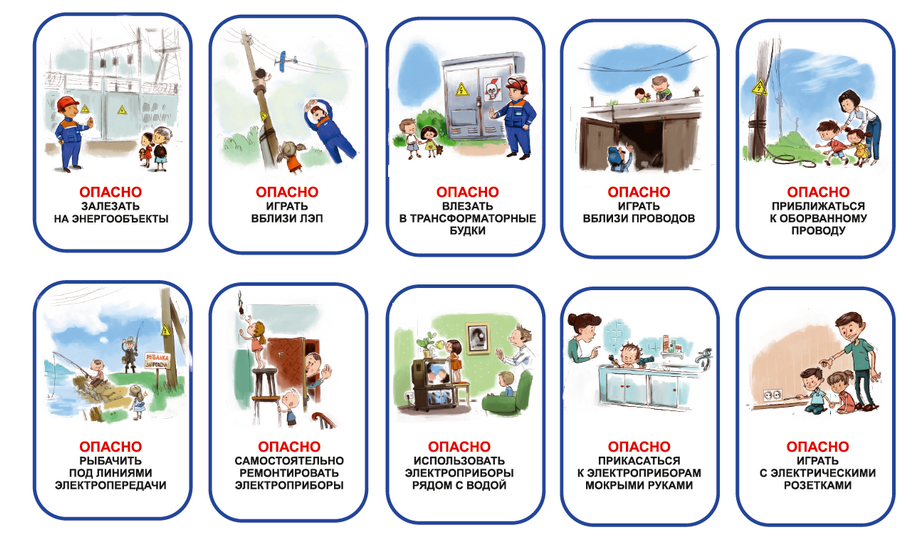 ОПАСНО
ЗАЛЕЗАТЬ
НА ЭНЕРГООБЪЕКТЫ
ОПАСНО
ИГРАТЬ
ВБЛИЗИ ЛЭП
ОПАСНО
ВЛЕЗАТЬ
В ТРАНСФОРМАТОРНЫЕ
БУДКИ
ОПАСНО
ИГРАТЬ
ВБЛИЗИ ПРОВОДОВ
ОПАСНО
ПРИБЛИЖАТЬСЯ
К ОБОРВАННОМУ
ПРОВОДУ
РЫБАЛКА
ЗАПРЕЩЕНА
ОПАСНО
РЫБАЧИТЬ
ПОД ЛИНИЯМИ
ЭЛЕКТРОПЕРЕДАЧИ
ОПАСНО
САМОСТОЯТЕЛЬНО
РЕМОНТИРОВАТЬ
ЭЛЕКТРОПРИБОРЫ
ОПАСНО
ИСПОЛЬЗОВАТЬ
ЭЛЕКТРОПРИБОРЫ
РЯДОМ С ВОДОЙ
ОПАСНО
ПРИКАСАТЬСЯ
К ЭЛЕКТРОПРИБОРАМ
МОКРЫМИ РУКАМИ
ОПАСНО
ИГРАТЬ
С ЭЛЕКТРИЧЕСКИМИ
РОЗЕТКАМИ